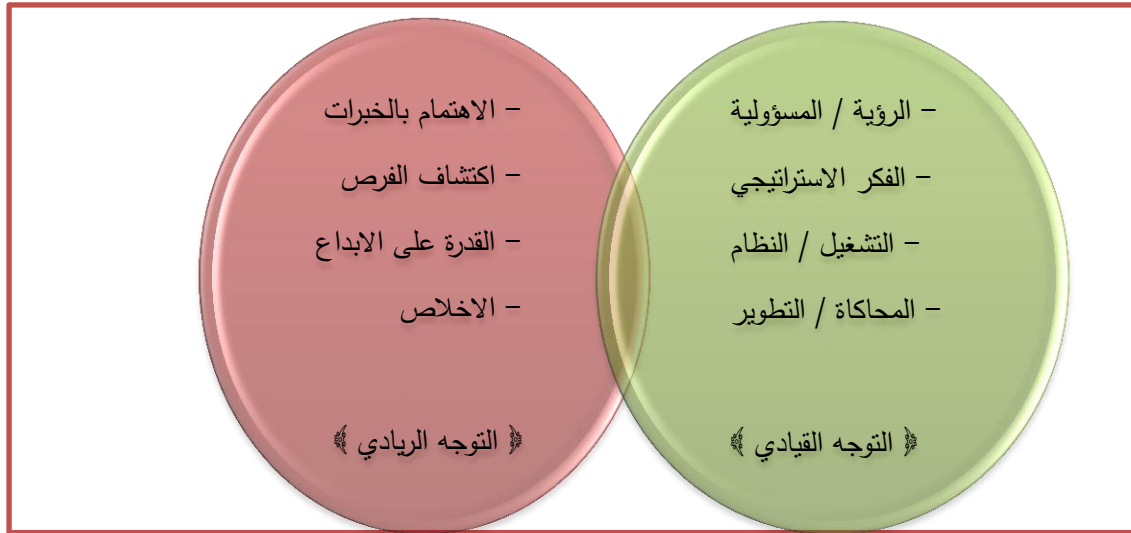 – الرؤية / المسؤولية
– الفكر الاستراتيجي
– التشغيل / النظام
– المحاكاة / التطوير
﴿ التوجه القيادي ﴾
– الاهتمام بالخبرات
– اكتشاف الفرص
– القدرة على الابداع
– الاخلاص
﴿ التوجه الريادي ﴾